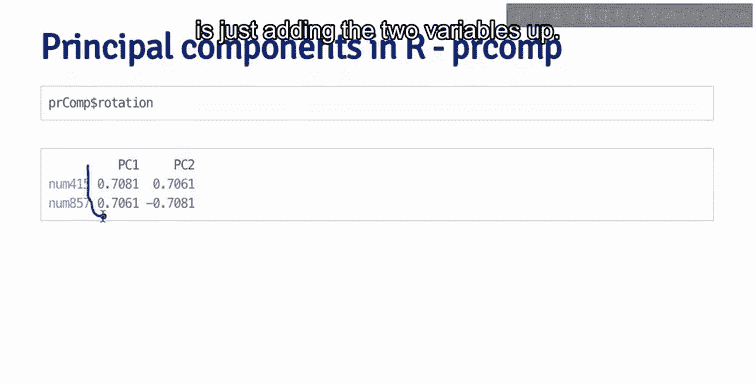 is just adding the two variables up.
Principal components in R - prcomp
prComp$rotation
PC1 PC2
num415 0.7081 0.7061
num857 0.7061 -0.7081